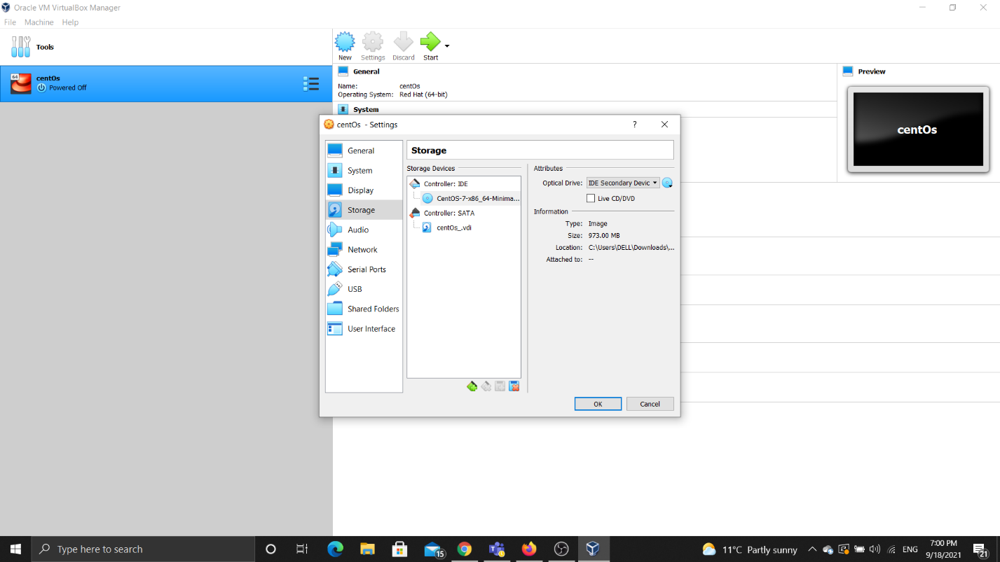 Oracle VM VirtualBox Manager
File Machine Help
Tools
New Settings Discard Start
64
centOs
Powered Off
General
Name: centOs
Operating System: Red Hat (64-bit)
System
Preview
centOs
centOs - Settings
?
General
System
Display
Storage
Audio
Network
Serial Ports
USB
Shared Folders
User Interface
Storage
Storage Devices
Controller: IDE
CentOS-7-x86_64-Minima...
Controller: SATA
centOs_.vdi
Attributes
Optical Drive: IDE Secondary Devic
Live CD/DVD
Information
Type: Image
Size: 973.00 MB
Location: C:\Users\DELL\Downloads\...
Attached to: --
OK Cancel
Type here to search
15
11°C Partly sunny
ENG
7:00 PM
9/18/2021
21